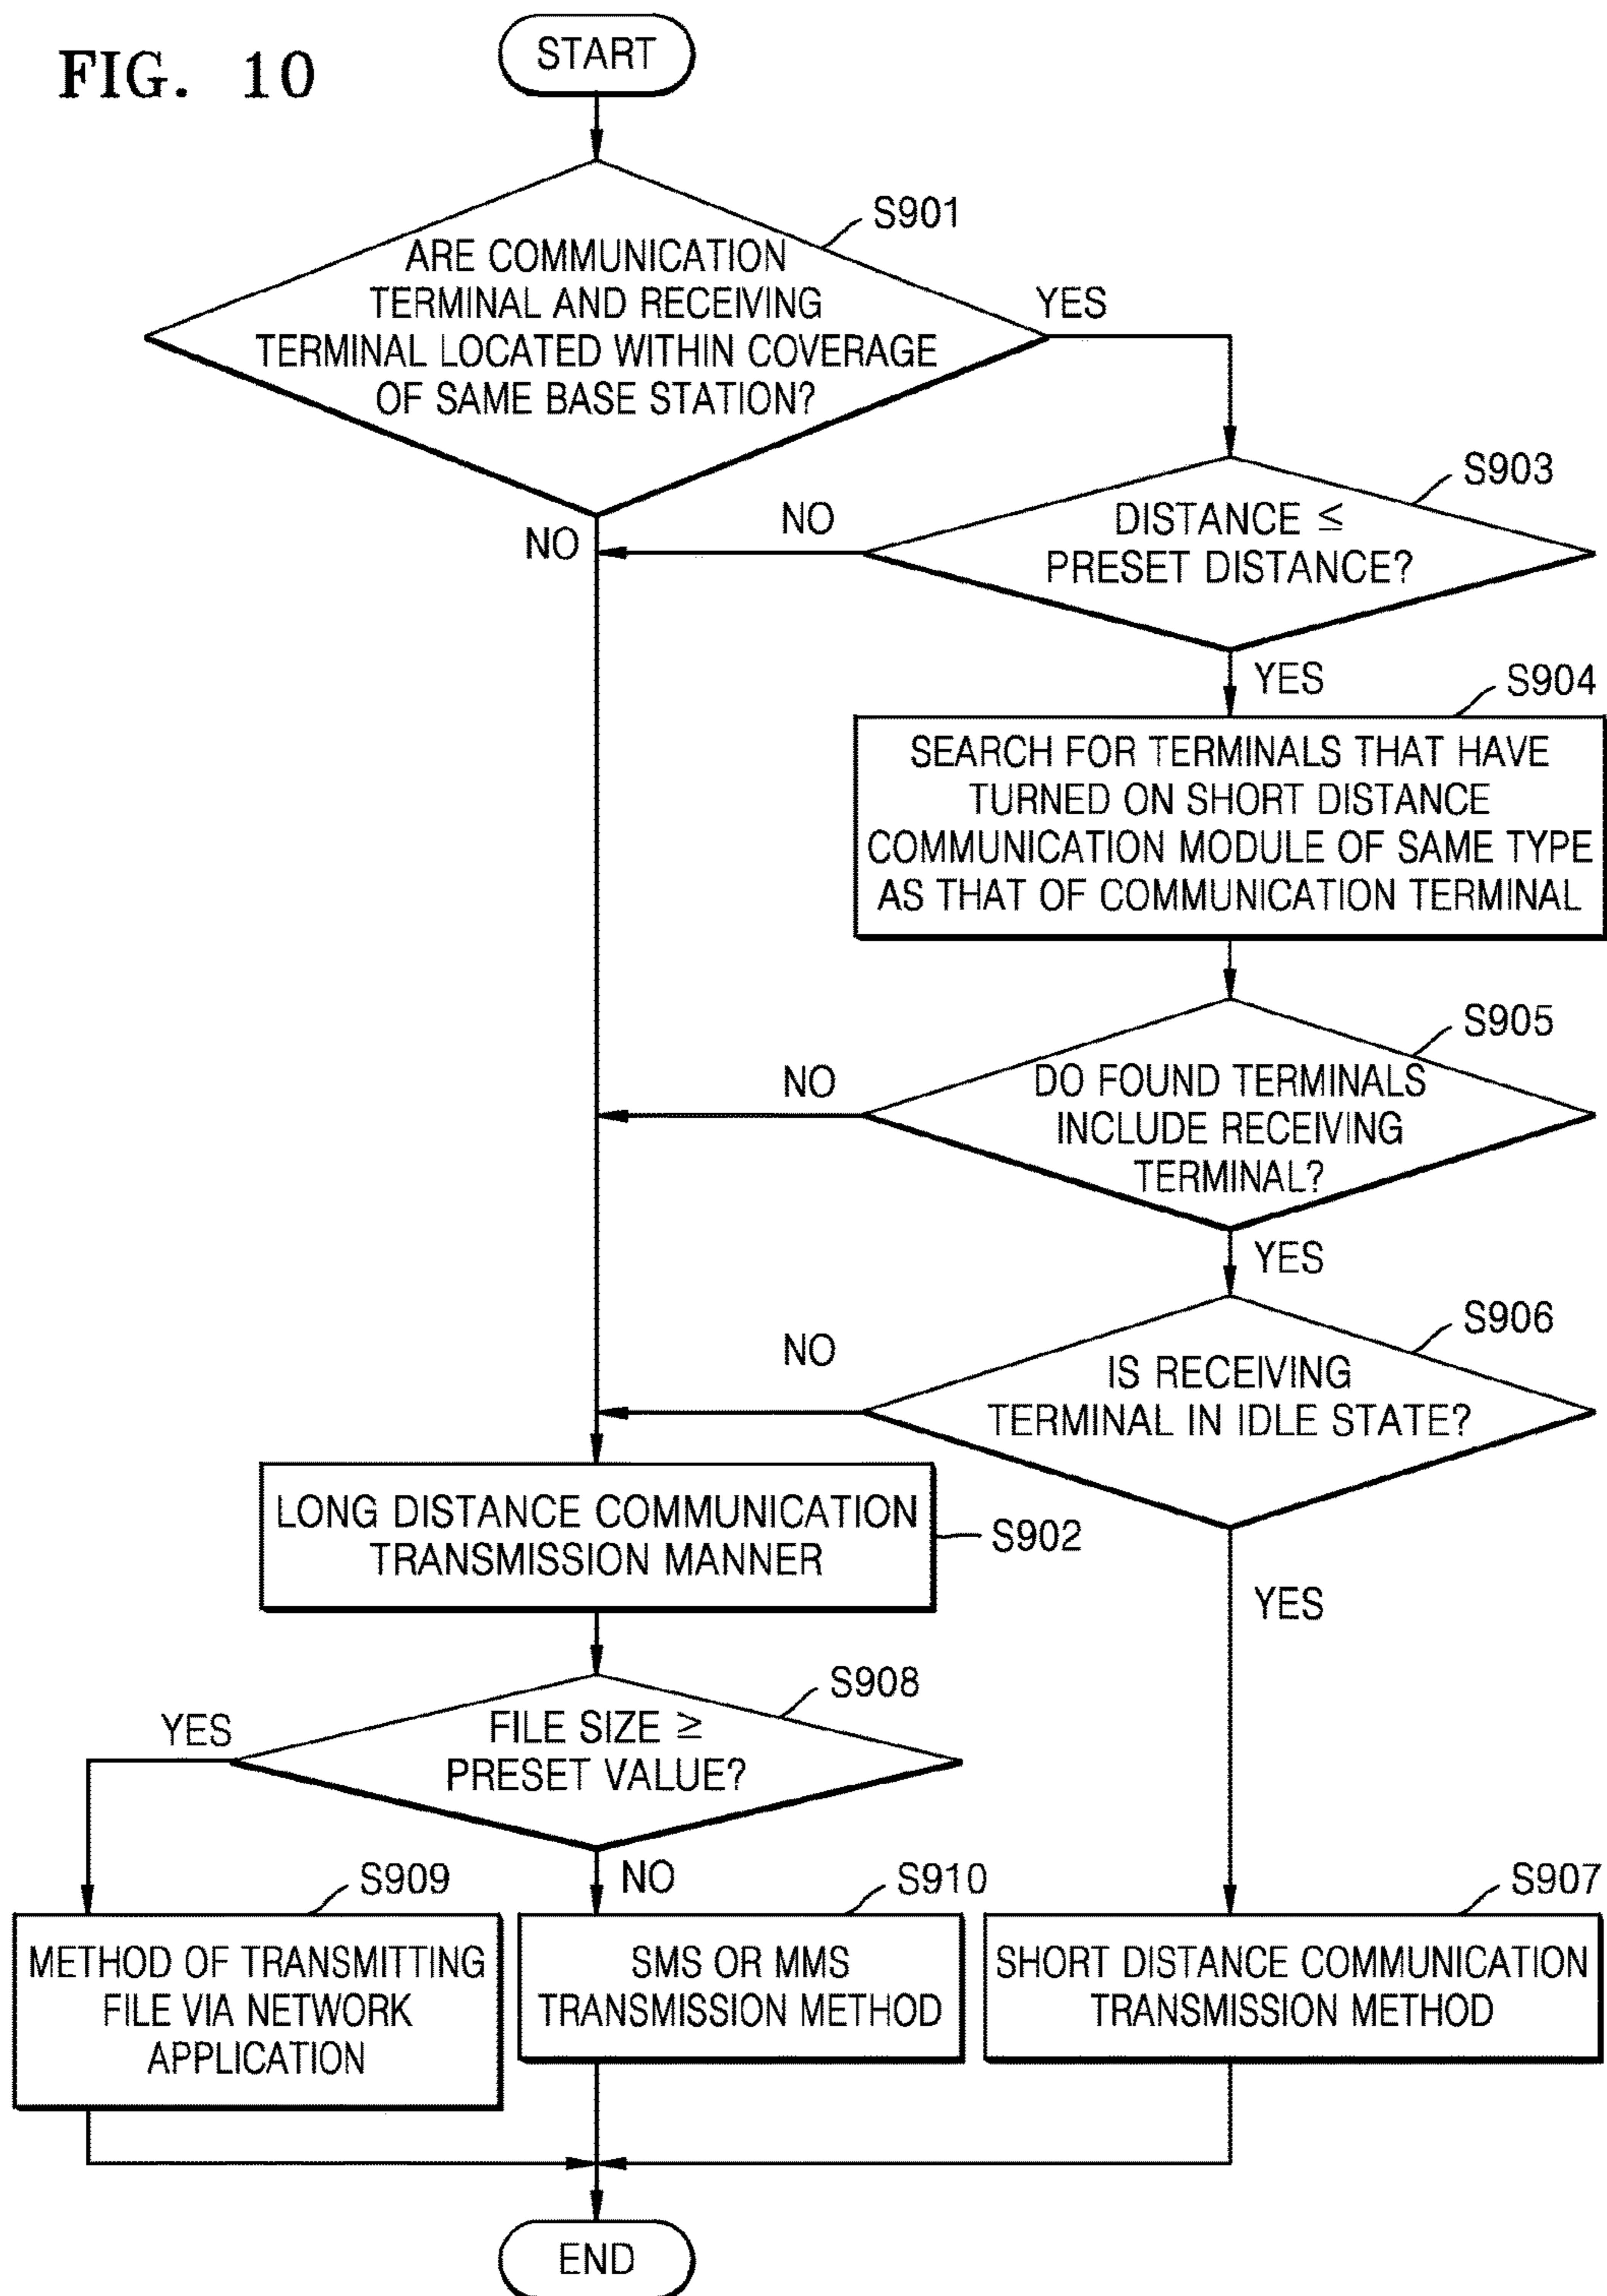 FIG. 10
START
S901
ARE COMMUNICATION
TERMINAL AND RECEIVING
TERMINAL LOCATED WITHIN COVERAGE
OF SAME BASE STATION?
YES
NO
S903
DISTANCE ≤
PRESET DISTANCE?
NO
YES
S904
SEARCH FOR TERMINALS THAT HAVE
TURNED ON SHORT DISTANCE
COMMUNICATION MODULE OF SAME TYPE
AS THAT OF COMMUNICATION TERMINAL
S905
DO FOUND TERMINALS
INCLUDE RECEIVING
TERMINAL?
NO
YES
S906
IS RECEIVING
TERMINAL IN IDLE STATE?
NO
YES
LONG DISTANCE COMMUNICATION
TRANSMISSION MANNER
S902
S908
FILE SIZE ≥
PRESET VALUE?
YES
NO
S909
METHOD OF TRANSMITTING
FILE VIA NETWORK
APPLICATION
S910
SMS OR MMS
TRANSMISSION METHOD
S907
SHORT DISTANCE COMMUNICATION
TRANSMISSION METHOD
END